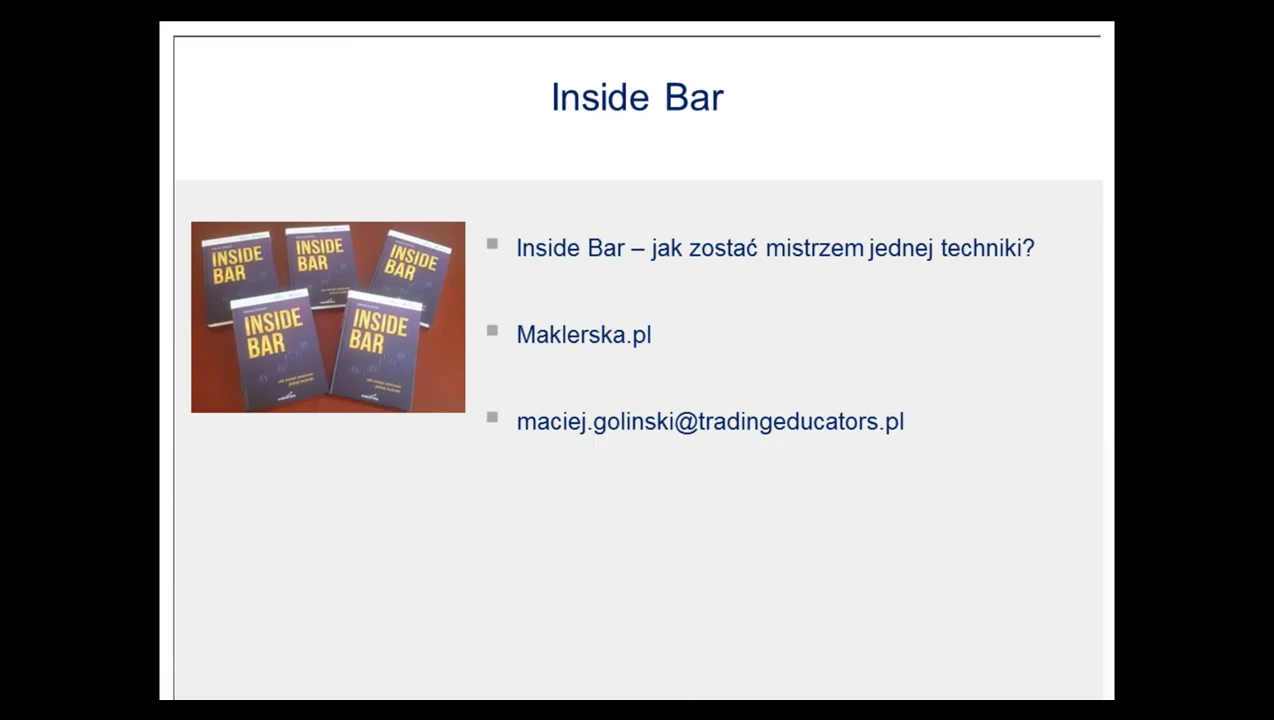 Inside Bar
INSIDE
BAR
INSIDE
BAR
INSIDE
BAR
INSIDE
BAR
INSIDE
BAR
Inside Bar – jak zostać mistrzem jednej techniki?
Maklerska.pl
maciej.golinski@tradingeducators.pl